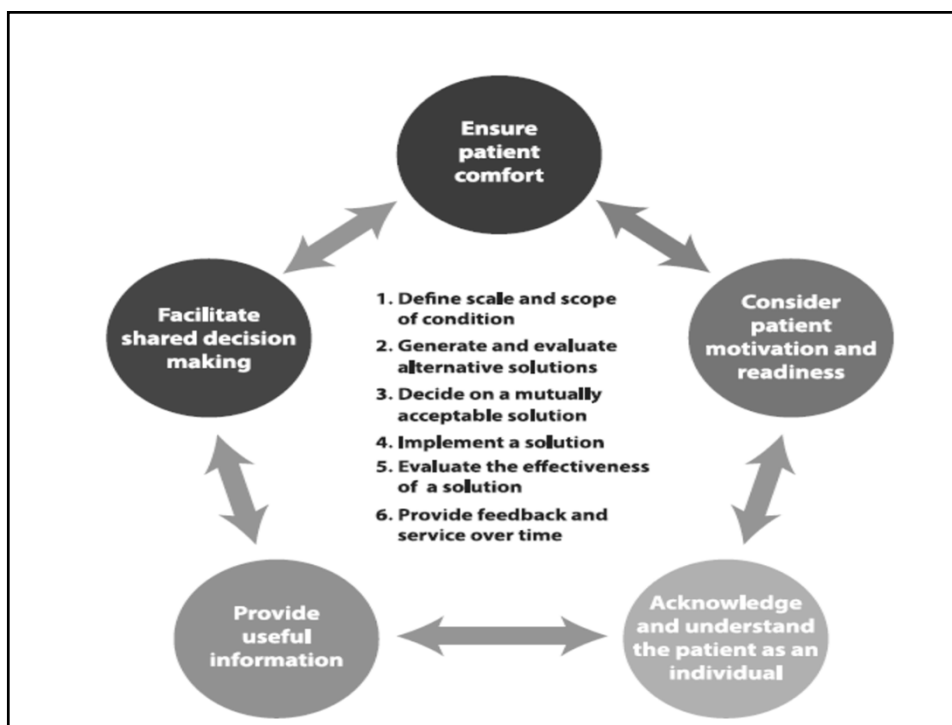 Ensure
patient
comfort
Facilitate
shared decision
making
Consider
patient
motivation and
readiness
1. Define scale and scope
of condition
2. Generate and evaluate
alternative solutions
3. Decide on a mutually
acceptable solution
4. Implement a solution
5. Evaluate the effectiveness
of a solution
6. Provide feedback and
service over time
Provide
useful
information
Acknowledge
and understand
the patient as an
individual